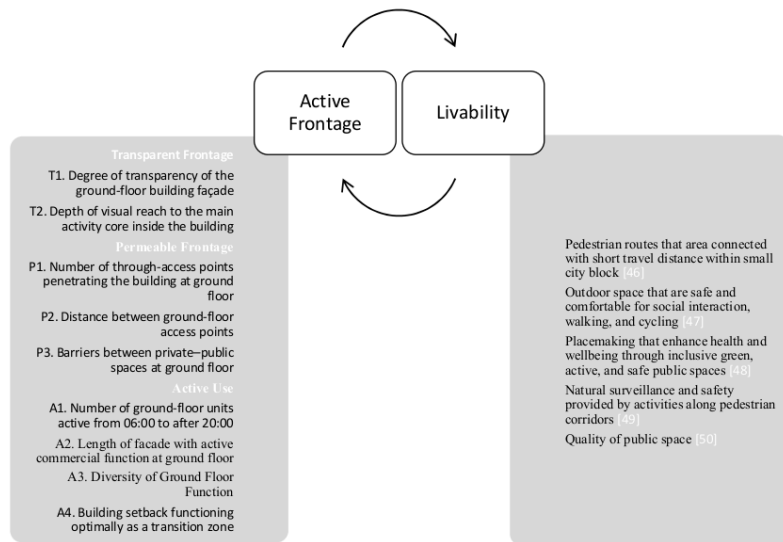 Active
Frontage
Livability
Transparent Frontage
T1. Degree of transparency of the
ground-floor building façade
T2. Depth of visual reach to the main
activity core inside the building
Permeable Frontage
P1. Number of through-access points
penetrating the building at ground
floor
P2. Distance between ground-floor
access points
P3. Barriers between private–public
spaces at ground floor
Active Use
A1. Number of ground-floor units
active from 06:00 to after 20:00
A2. Length of facade with active
commercial function at ground floor
A3. Diversity of Ground Floor
Function
A4. Building setback functioning
optimally as a transition zone
Pedestrian routes that area connected
with short travel distance within small
city block [46]
Outdoor space that are safe and
comfortable for social interaction,
walking, and cycling [47]
Placemaking that enhance health and
wellbeing through inclusive green,
active, and safe public spaces [48]
Natural surveillance and safety
provided by activities along pedestrian
corridors [49]
Quality of public space [50]